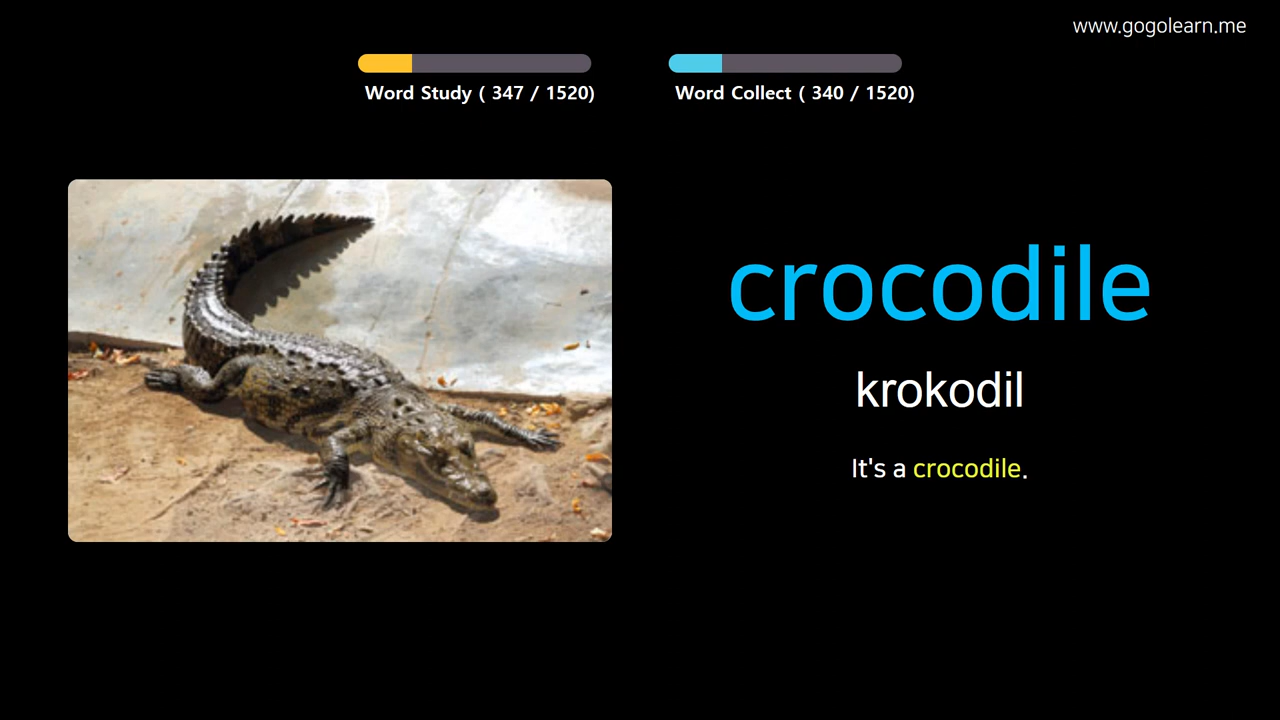 www.gogolearn.me
Word Study ( 347 / 1520)
Word Collect ( 340 / 1520)
crocodile
krokodil
It's a crocodile.